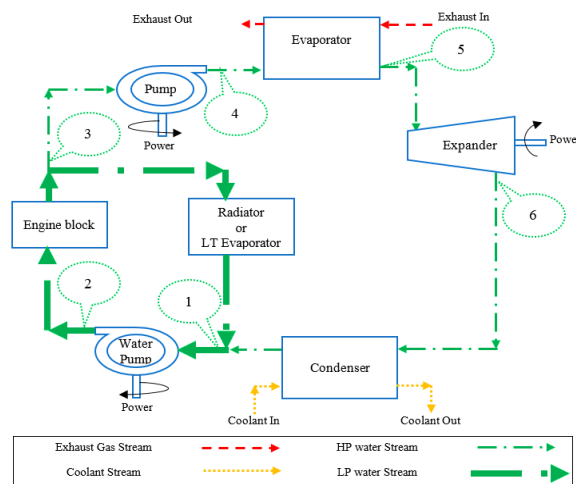 Exhaust Out
Exhaust In
Evaporator
5
Pump
4
3
Power
Expander
Power
Engine block
Radiator
or
LT Evaporator
6
2
1
Water
Pump
Condenser
Power
Coolant In
Coolant Out
Exhaust Gas Stream
HP water Stream
Coolant Stream
LP water Stream